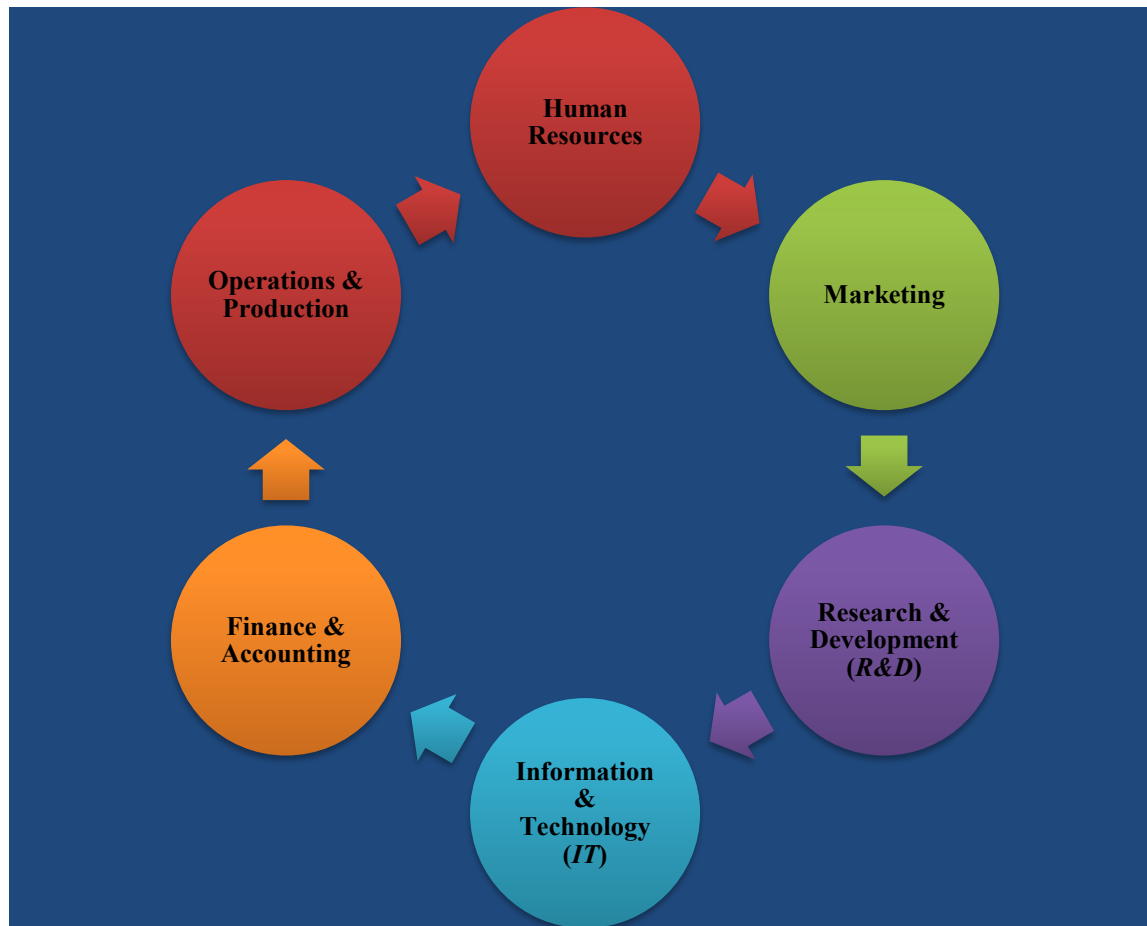 Human
Resources
Marketing
Research &
Development
(R&D)
Information
&
Technology
(IT)
Finance &
Accounting
Operations &
Production